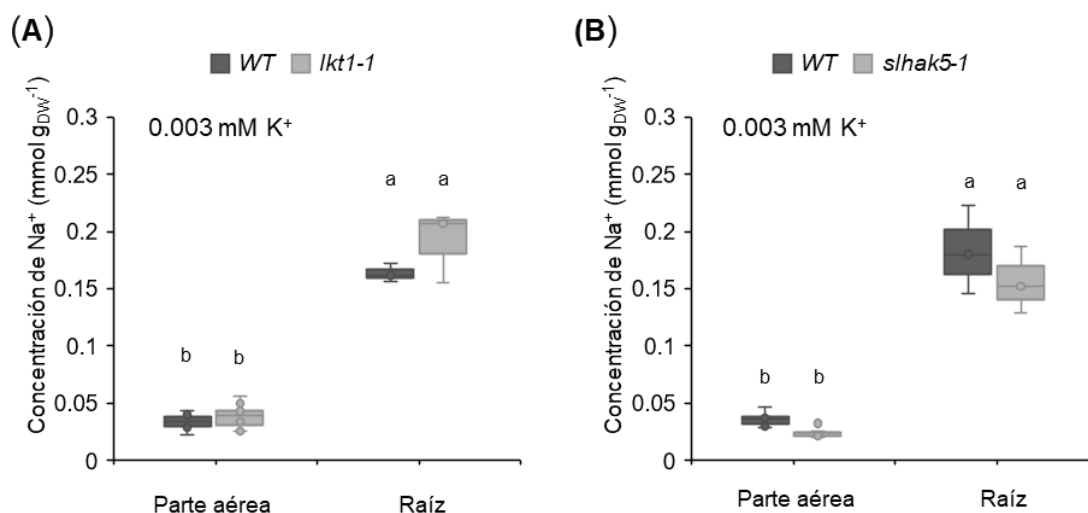 (A)
WT lkt1-1
Concentración de Na⁺ (mmol g_DW⁻¹)
0.3
0.25
0.2
0.15
0.1
0.05
0
0.003 mM K⁺
a a
b b
Parte aérea Raíz
(B)
WT slhak5-1
Concentración de Na⁺ (mmol g_DW⁻¹)
0.3
0.25
0.2
0.15
0.1
0.05
0
0.003 mM K⁺
a a
b b
Parte aérea Raíz